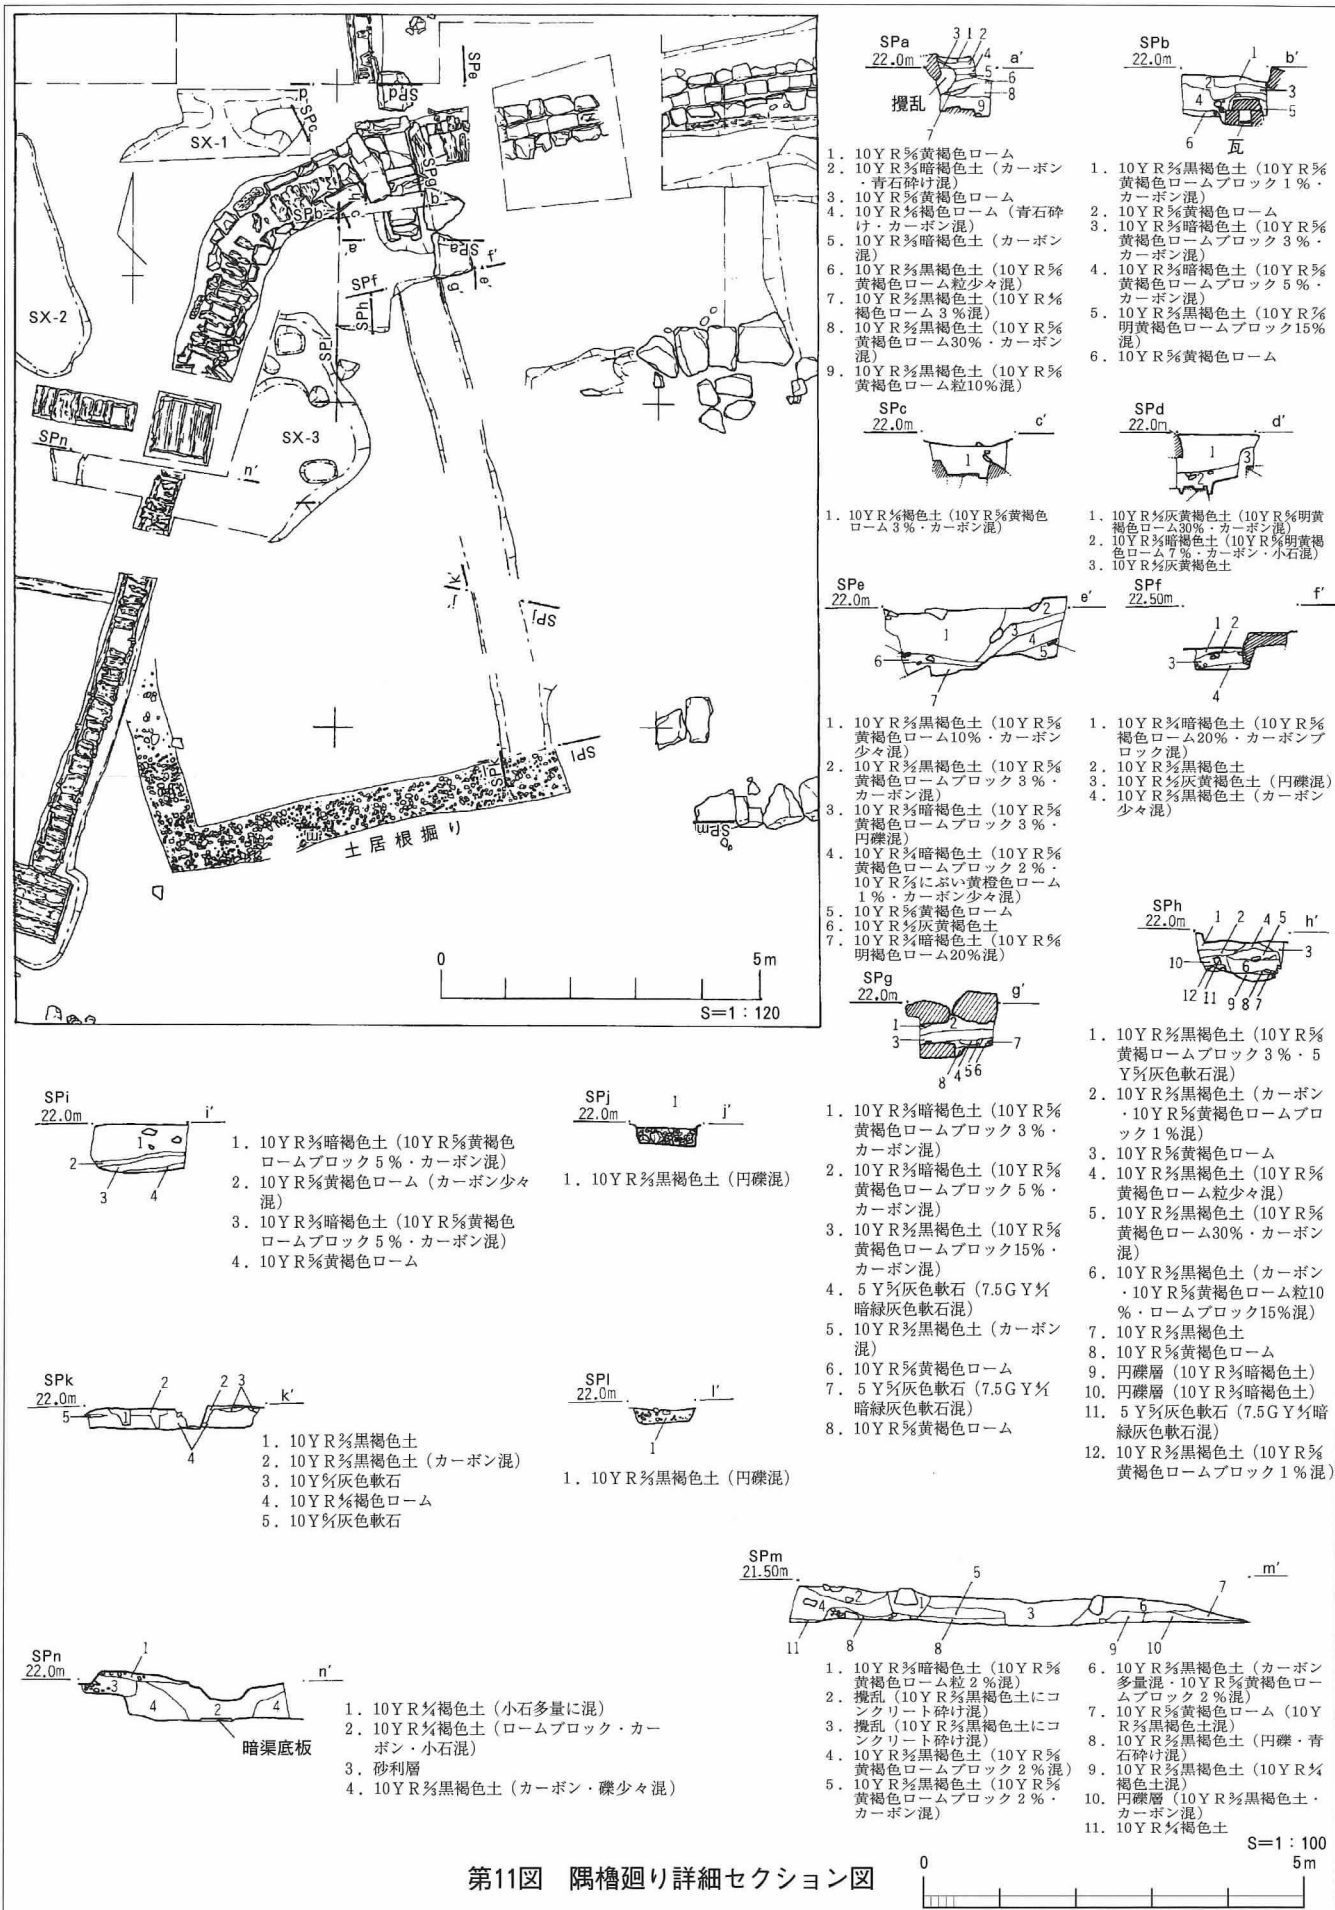 SX-1
SX-2
SX-3
SPa
SPb
SPc
SPd
SPe
SPf
SPg
SPh
SPi
SPj
SPk
SPl
SPm
SPn
n'
土居根掘り
0 5m
S=1：120
SPa
22.0m a'
攪乱
1．10YR5/6黄褐色ローム
2．10YR3/3暗褐色土（カーボン
・青石砕け混）
3．10YR5/6黄褐色ローム
4．10YR4/6褐色ローム（青石砕
け・カーボン混）
5．10YR3/3暗褐色土（カーボン
混）
6．10YR2/3黒褐色土（10YR5/6
黄褐色ローム粒少々混）
7．10YR2/3黒褐色土（10YR4/6
褐色ローム3％混）
8．10YR2/3黒褐色土（10YR5/6
黄褐色ローム30％・カーボン
混）
9．10YR2/3黒褐色土（10YR5/6
黄褐色ローム粒10％混）
SPb
22.0m b'
瓦
1．10YR2/3黒褐色土（10YR5/6
黄褐色ロームブロック1％・
カーボン混）
2．10YR5/6黄褐色ローム
3．10YR3/3暗褐色土（10YR5/6
黄褐色ロームブロック3％・
カーボン混）
4．10YR3/3暗褐色土（10YR5/6
黄褐色ロームブロック5％・
カーボン混）
5．10YR2/3黒褐色土（10YR7/6
明黄褐色ロームブロック15％
混）
6．10YR5/6黄褐色ローム
SPc
22.0m c'
1．10YR4/6褐色土（10YR5/6黄褐色
ローム3％・カーボン混）
SPd
22.0m d'
1．10YR4/2灰黄褐色土（10YR6/6明黄
褐色ローム30％・カーボン混）
2．10YR3/3暗褐色土（10YR6/6明黄褐
色ローム7％・カーボン・小石混）
3．10YR4/2灰黄褐色土
SPe
22.0m e'
1．10YR2/3黒褐色土（10YR5/6
黄褐色ローム10％・カーボン
少々混）
2．10YR2/3黒褐色土（10YR5/8
黄褐色ロームブロック3％・
カーボン混）
3．10YR3/3暗褐色土（10YR5/8
黄褐色ロームブロック3％・
円礫混）
4．10YR3/4暗褐色土（10YR5/6
黄褐色ロームブロック2％・
10YR7/3にぶい黄橙色ローム
1％・カーボン少々混）
5．10YR5/6黄褐色ローム
6．10YR4/2灰黄褐色土
7．10YR3/4暗褐色土（10YR6/6
明褐色ローム20％混）
SPf
22.50m f'
1．10YR3/4暗褐色土（10YR5/6
褐色ローム20％・カーボンブ
ロック混）
2．10YR3/2黒褐色土
3．10YR4/2灰黄褐色土（円礫混）
4．10YR2/3黒褐色土（カーボン
少々混）
SPg
22.0m g'
1．10YR3/3暗褐色土（10YR5/6
黄褐色ロームブロック3％・
カーボン混）
2．10YR3/3暗褐色土（10YR5/6
黄褐色ロームブロック5％・
カーボン混）
3．10YR2/3黒褐色土（10YR5/8
黄褐色ロームブロック15％・
カーボン混）
4．5Y5/1灰色軟石（7.5GY4/1
暗緑灰色軟石混）
5．10YR3/2黒褐色土（カーボン
混）
6．10YR5/6黄褐色ローム
7．5Y5/1灰色軟石（7.5GY4/1
暗緑灰色軟石混）
8．10YR5/6黄褐色ローム
SPh
22.0m h'
1．10YR2/3黒褐色土（10YR5/8
黄褐ロームブロック3％・5
Y5/1灰色軟石混）
2．10YR2/3黒褐色土（カーボン
・10YR5/8黄褐色ロームブロ
ック1％混）
3．10YR5/6黄褐色ローム
4．10YR2/3黒褐色土（10YR5/6
黄褐色ローム粒少々混）
5．10YR2/3黒褐色土（10YR5/6
黄褐色ローム30％・カーボン
混）
6．10YR2/3黒褐色土（カーボン
・10YR5/8黄褐色ローム粒10
％・ロームブロック15％混）
7．10YR2/3黒褐色土
8．10YR5/8黄褐色ローム
9．円礫層（10YR3/3暗褐色土）
10．円礫層（10YR3/3暗褐色土）
11．5Y5/1灰色軟石（7.5GY4/1暗
緑灰色軟石混）
12．10YR2/3黒褐色土（10YR5/8
黄褐色ロームブロック1％混）
SPi
22.0m i'
1．10YR3/3暗褐色土（10YR5/6黄褐色
ロームブロック5％・カーボン混）
2．10YR5/6黄褐色ローム（カーボン少々
混）
3．10YR3/3暗褐色土（10YR5/6黄褐色
ロームブロック5％・カーボン混）
4．10YR5/6黄褐色ローム
SPj
22.0m j'
1．10YR2/3黒褐色土（円礫混）
SPk
22.0m k'
1．10YR2/3黒褐色土
2．10YR2/3黒褐色土（カーボン混）
3．10Y6/1灰色軟石
4．10YR4/6褐色ローム
5．10Y6/1灰色軟石
SPl
22.0m l'
1．10YR2/3黒褐色土（円礫混）
SPm
21.50m m'
1．10YR3/3暗褐色土（10YR5/6
黄褐色ローム粒2％混）
2．攪乱（10YR2/3黒褐色土にコ
ンクリート砕け混）
3．攪乱（10YR2/3黒褐色土にコ
ンクリート砕け混）
4．10YR2/3黒褐色土（10YR5/6
黄褐色ロームブロック2％混）
5．10YR2/3黒褐色土（10YR5/6
黄褐色ロームブロック2％・
カーボン混）
6．10YR2/3黒褐色土（カーボン
多量混・10YR5/6黄褐色ロー
ムブロック2％混）
7．10YR5/6黄褐色ローム（10Y
R2/3黒褐色土混）
8．10YR2/3黒褐色土（円礫・青
石砕け混）
9．10YR2/3黒褐色土（10YR4/4
褐色土混）
10．円礫層（10YR3/2黒褐色土・
カーボン混）
11．10YR4/4褐色土
SPn
22.0m n'
暗渠底板
1．10YR4/4褐色土（小石多量に混）
2．10YR4/4褐色土（ロームブロック・カー
ボン・小石混）
3．砂利層
4．10YR2/3黒褐色土（カーボン・礫少々混）
S=1：100
0 5m
第11図　隅櫓廻り詳細セクション図